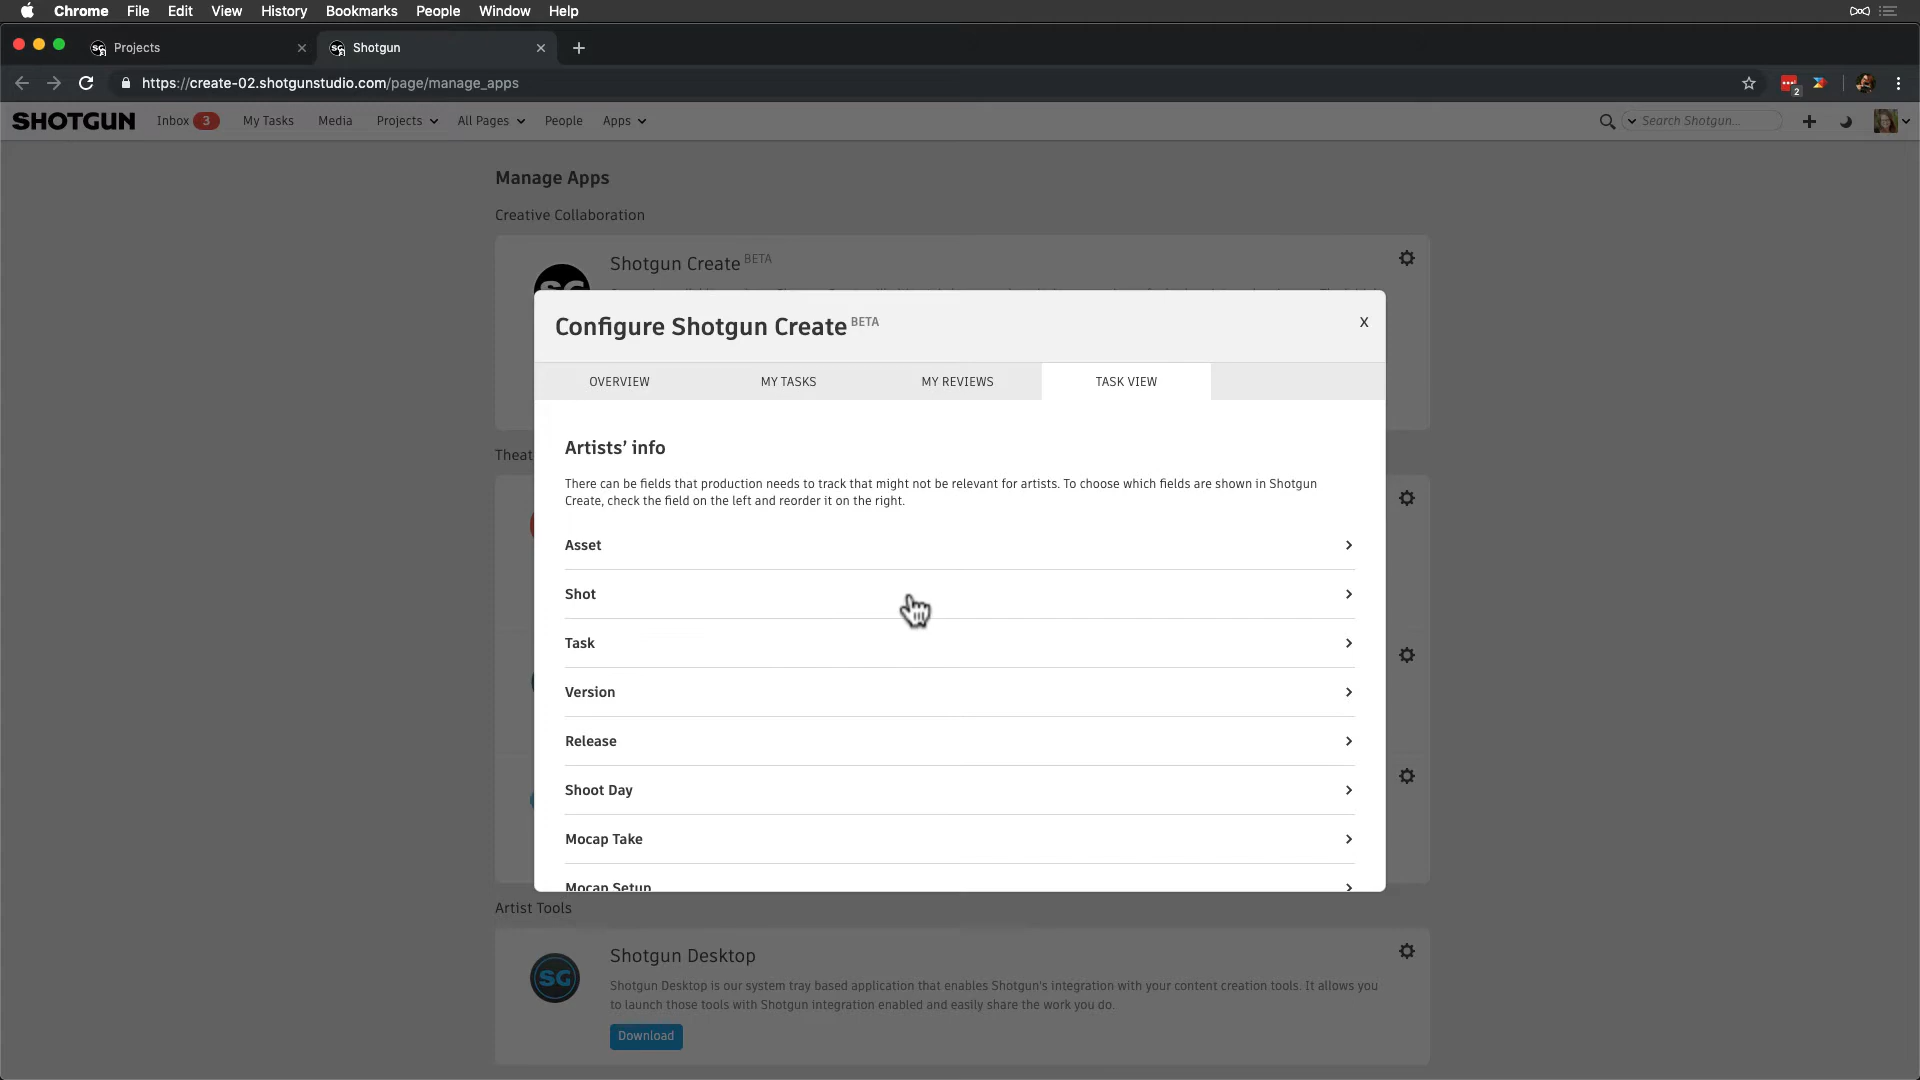 Chrome File Edit View History Bookmarks People Window Help
Projects
Shotgun
https://create-02.shotgunstudio.com/page/manage_apps
2
SHOTGUN Inbox 3 My Tasks Media Projects All Pages People Apps Search Shotgun...
Manage Apps
Creative Collaboration
Shotgun Create BETA
Configure Shotgun Create BETA
X
OVERVIEW MY TASKS MY REVIEWS TASK VIEW
Artists’ info
There can be fields that production needs to track that might not be relevant for artists. To choose which fields are shown in Shotgun
Create, check the field on the left and reorder it on the right.
Asset
Shot
Task
Version
Release
Shoot Day
Mocap Take
Mocap Setup
Theat
Artist Tools
SG
Shotgun Desktop
Shotgun Desktop is our system tray based application that enables Shotgun's integration with your content creation tools. It allows you
to launch those tools with Shotgun integration enabled and easily share the work you do.
Download